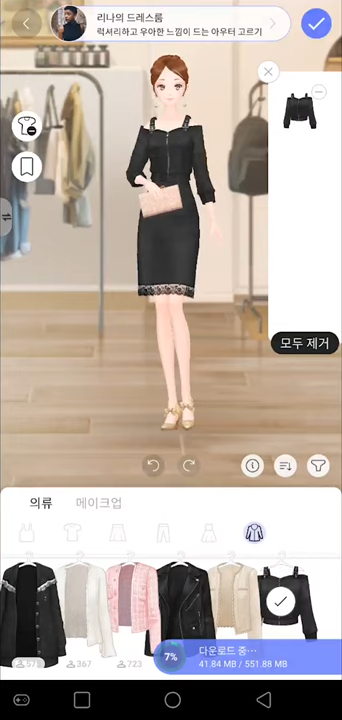 리나의 드레스룸
럭셔리하고 우아한 느낌이 드는 아우터 고르기
모두 제거
의류 메이크업
578 367 723
7% 다운로드 중…
41.84 MB / 551.88 MB